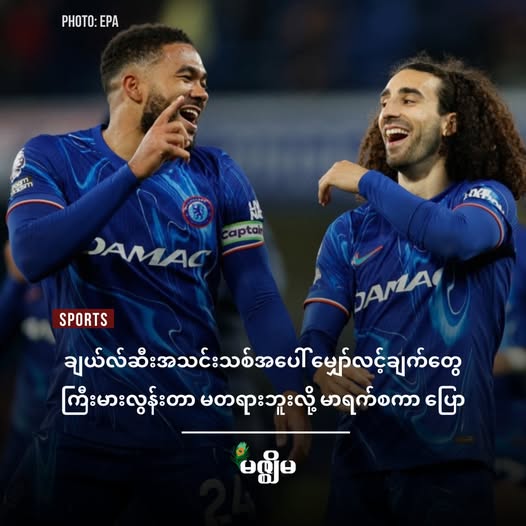 PHOTO: EPA
Captain
DAMAC
DAMAC
SPORTS
ချယ်လ်ဆီးအသင်းသစ်အပေါ် မျှော်လင့်ချက်တွေ
ကြီးမားလွန်းတာ မတရားဘူးလို့ မာရက်စကာ ပြော
မဇ္ဈိမ
24